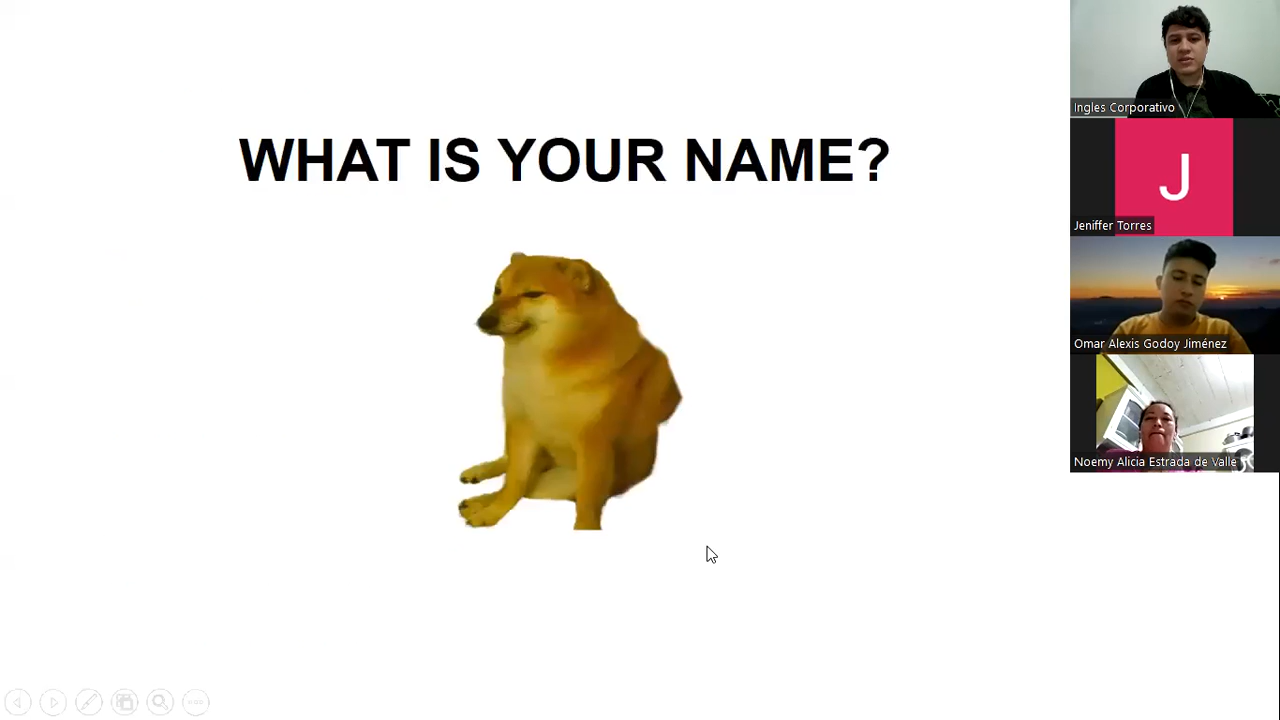 WHAT IS YOUR NAME?
Ingles Corporativo
J
Jeniffer Torres
Omar Alexis Godoy Jiménez
Noemy Alicia Estrada de Valle